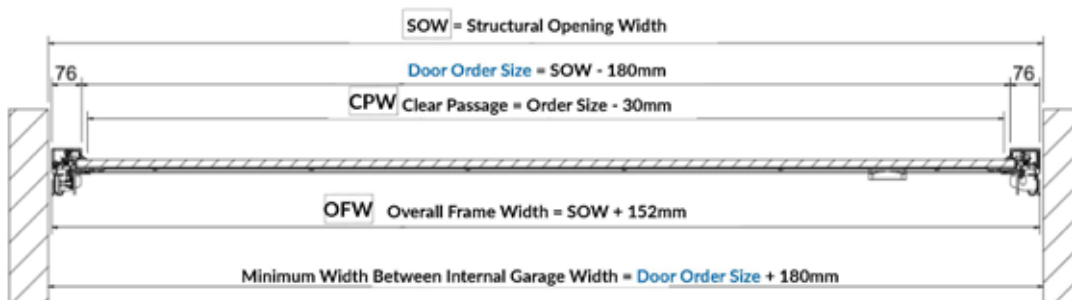 SOW = Structural Opening Width
76 Door Order Size = SOW - 180mm 76
CPW Clear Passage = Order Size - 30mm
OFW Overall Frame Width = SOW + 152mm
Minimum Width Between Internal Garage Width = Door Order Size + 180mm